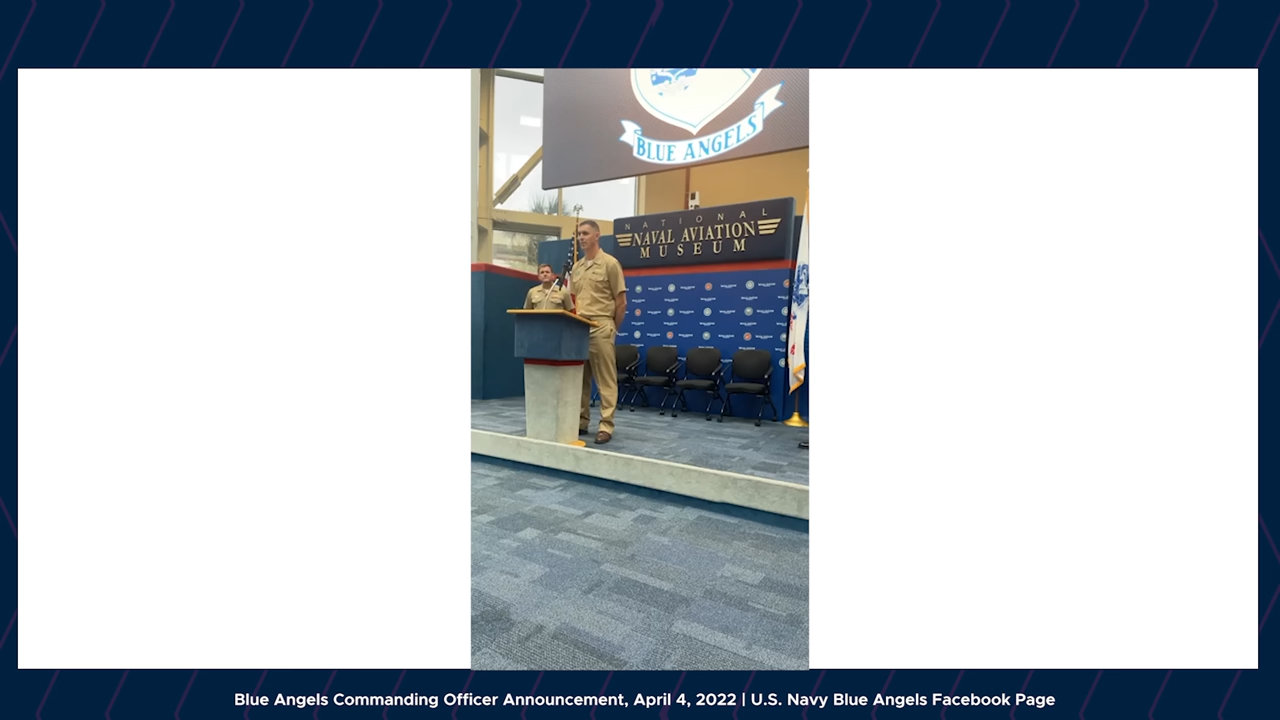 BLUE ANGELS
NATIONAL
NAVAL AVIATION
MUSEUM
Blue Angels Commanding Officer Announcement, April 4, 2022 | U.S. Navy Blue Angels Facebook Page